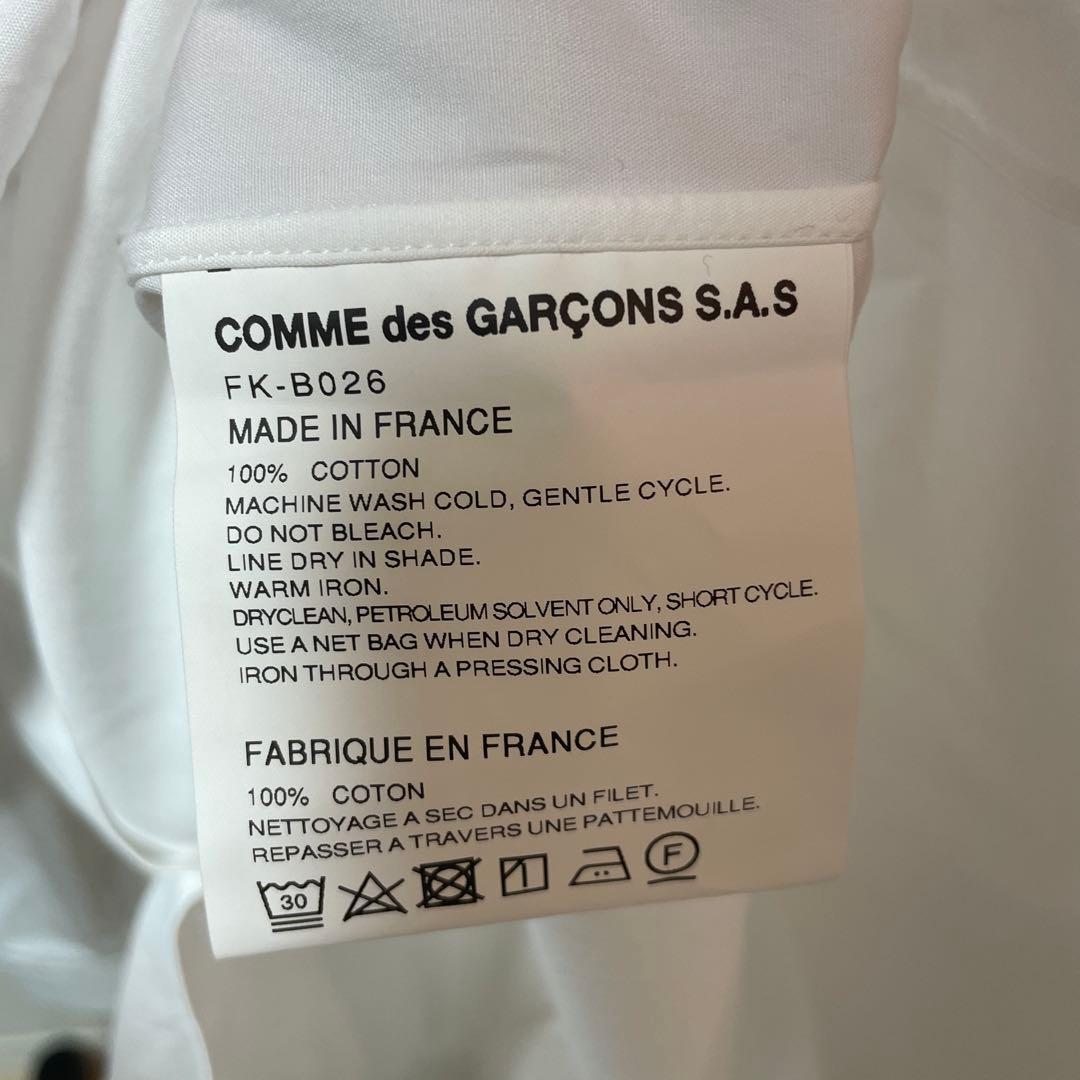 COMME des GARÇONS S.A.S
FK-B026
MADE IN FRANCE
100% COTTON
MACHINE WASH COLD, GENTLE CYCLE.
DO NOT BLEACH.
LINE DRY IN SHADE.
WARM IRON.
DRYCLEAN, PETROLEUM SOLVENT ONLY, SHORT CYCLE.
USE A NET BAG WHEN DRY CLEANING.
IRON THROUGH A PRESSING CLOTH.
FABRIQUE EN FRANCE
100% COTON
NETTOYAGE A SEC DANS UN FILET.
REPASSER A TRAVERS UNE PATTEMOUILLE.
30 F